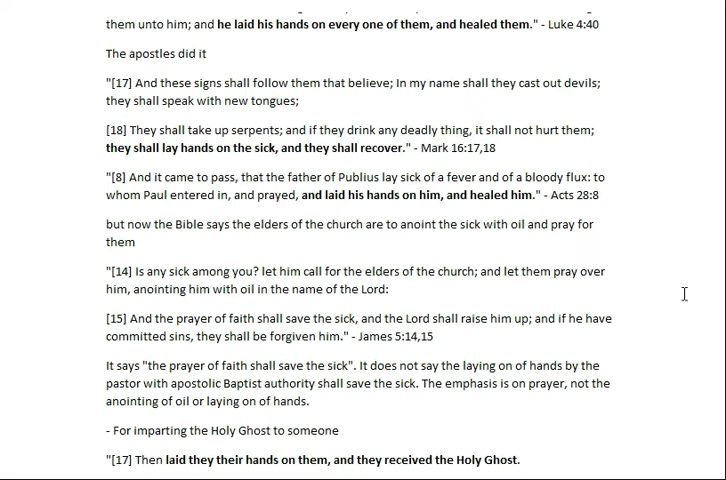 them unto him; and he laid his hands on every one of them, and healed them." - Luke 4:40
The apostles did it
"[17] And these signs shall follow them that believe; In my name shall they cast out devils;
they shall speak with new tongues;
[18] They shall take up serpents; and if they drink any deadly thing, it shall not hurt them;
they shall lay hands on the sick, and they shall recover." - Mark 16:17,18
"[8] And it came to pass, that the father of Publius lay sick of a fever and of a bloody flux: to
whom Paul entered in, and prayed, and laid his hands on him, and healed him." - Acts 28:8
but now the Bible says the elders of the church are to anoint the sick with oil and pray for
them
"[14] Is any sick among you? let him call for the elders of the church; and let them pray over
him, anointing him with oil in the name of the Lord:
[15] And the prayer of faith shall save the sick, and the Lord shall raise him up; and if he have
committed sins, they shall be forgiven him." - James 5:14,15
It says "the prayer of faith shall save the sick". It does not say the laying on of hands by the
pastor with apostolic Baptist authority shall save the sick. The emphasis is on prayer, not the
anointing of oil or laying on of hands.
- For imparting the Holy Ghost to someone
"[17] Then laid they their hands on them, and they received the Holy Ghost.